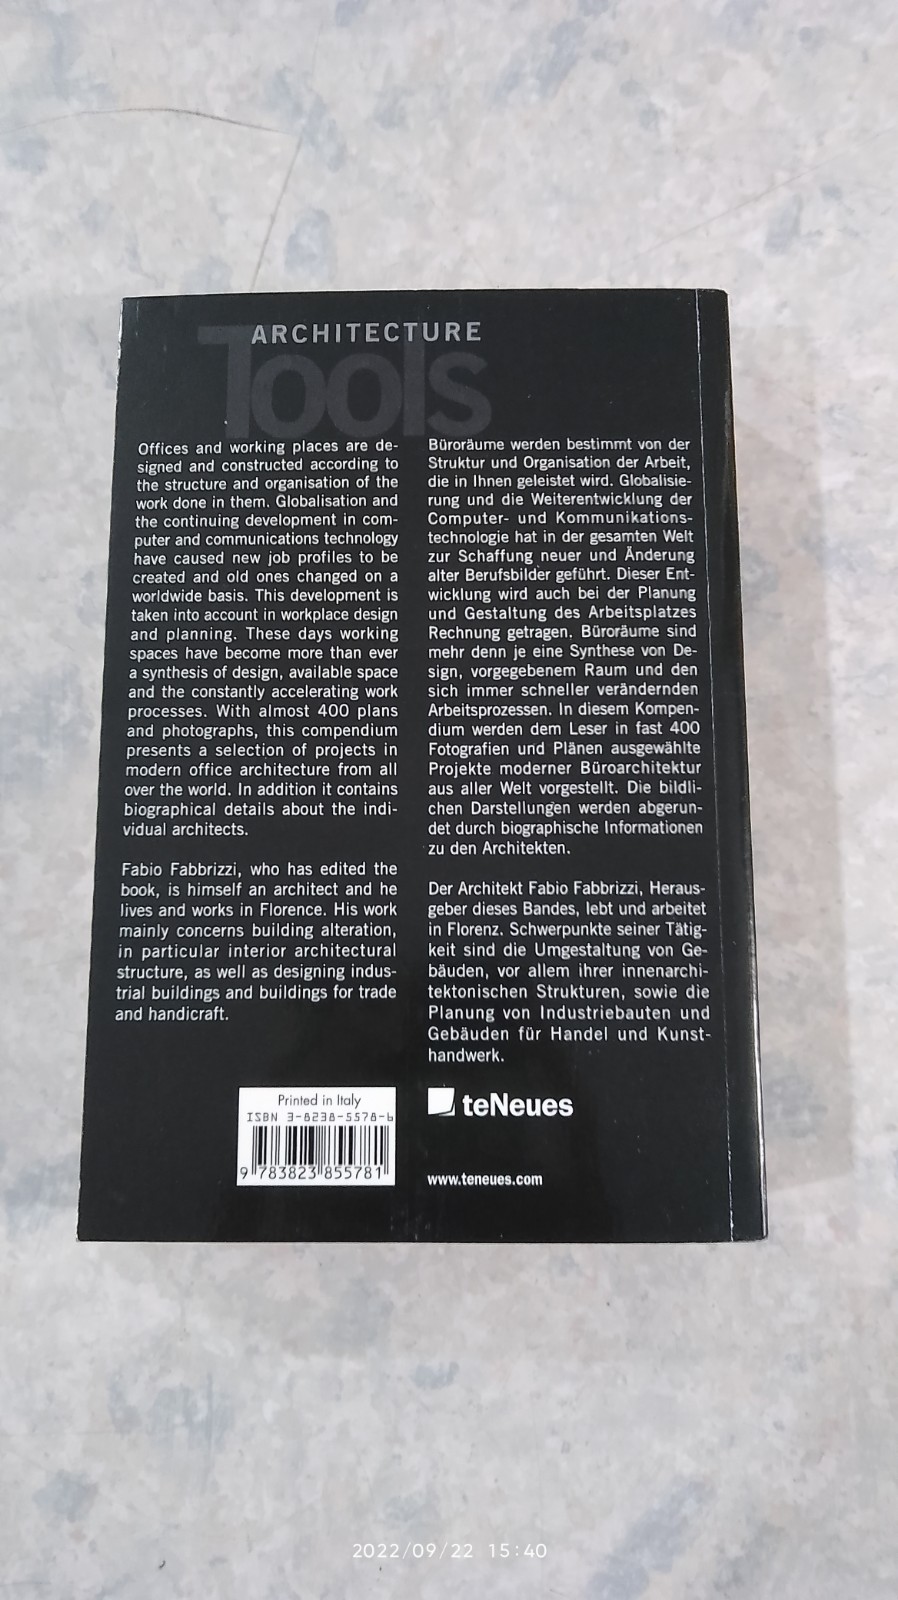 ARCHITECTURE
Tools
Offices and working places are de-
signed and constructed according to
the structure and organisation of the
work done in them. Globalisation and
the continuing development in com-
puter and communications technology
have caused new job profiles to be
created and old ones changed on a
worldwide basis. This development is
taken into account in workplace design
and planning. These days working
spaces have become more than ever
a synthesis of design, available space
and the constantly accelerating work
processes. With almost 400 plans
and photographs, this compendium
presents a selection of projects in
modern office architecture from all
over the world. In addition it contains
biographical details about the indi-
vidual architects.
Fabio Fabbrizzi, who has edited the
book, is himself an architect and he
lives and works in Florence. His work
mainly concerns building alteration,
in particular interior architectural
structure, as well as designing indus-
trial buildings and buildings for trade
and handicraft.
Büroräume werden bestimmt von der
Struktur und Organisation der Arbeit,
die in Ihnen geleistet wird. Globalisie-
rung und die Weiterentwicklung der
Computer- und Kommunikations-
technologie hat in der gesamten Welt
zur Schaffung neuer und Änderung
alter Berufsbilder geführt. Dieser Ent-
wicklung wird auch bei der Planung
und Gestaltung des Arbeitsplatzes
Rechnung getragen. Büroräume sind
mehr denn je eine Synthese von De-
sign, vorgegebenem Raum und den
sich immer schneller verändernden
Arbeitsprozessen. In diesem Kompen-
dium werden dem Leser in fast 400
Fotografien und Plänen ausgewählte
Projekte moderner Büroarchitektur
aus aller Welt vorgestellt. Die bildli-
chen Darstellungen werden abgerun-
det durch biographische Informationen
zu den Architekten.
Der Architekt Fabio Fabbrizzi, Heraus-
geber dieses Bandes, lebt und arbeitet
in Florenz. Schwerpunkte seiner Tätig-
keit sind die Umgestaltung von Ge-
bäuden, vor allem ihrer innenarchi-
tektonischen Strukturen, sowie die
Planung von Industriebauten und
Gebäuden für Handel und Kunst-
handwerk.
Printed in Italy
ISBN 3-8238-5578-6
9 783823 855781
teNeues
www.teneues.com
2022/09/22 15:40